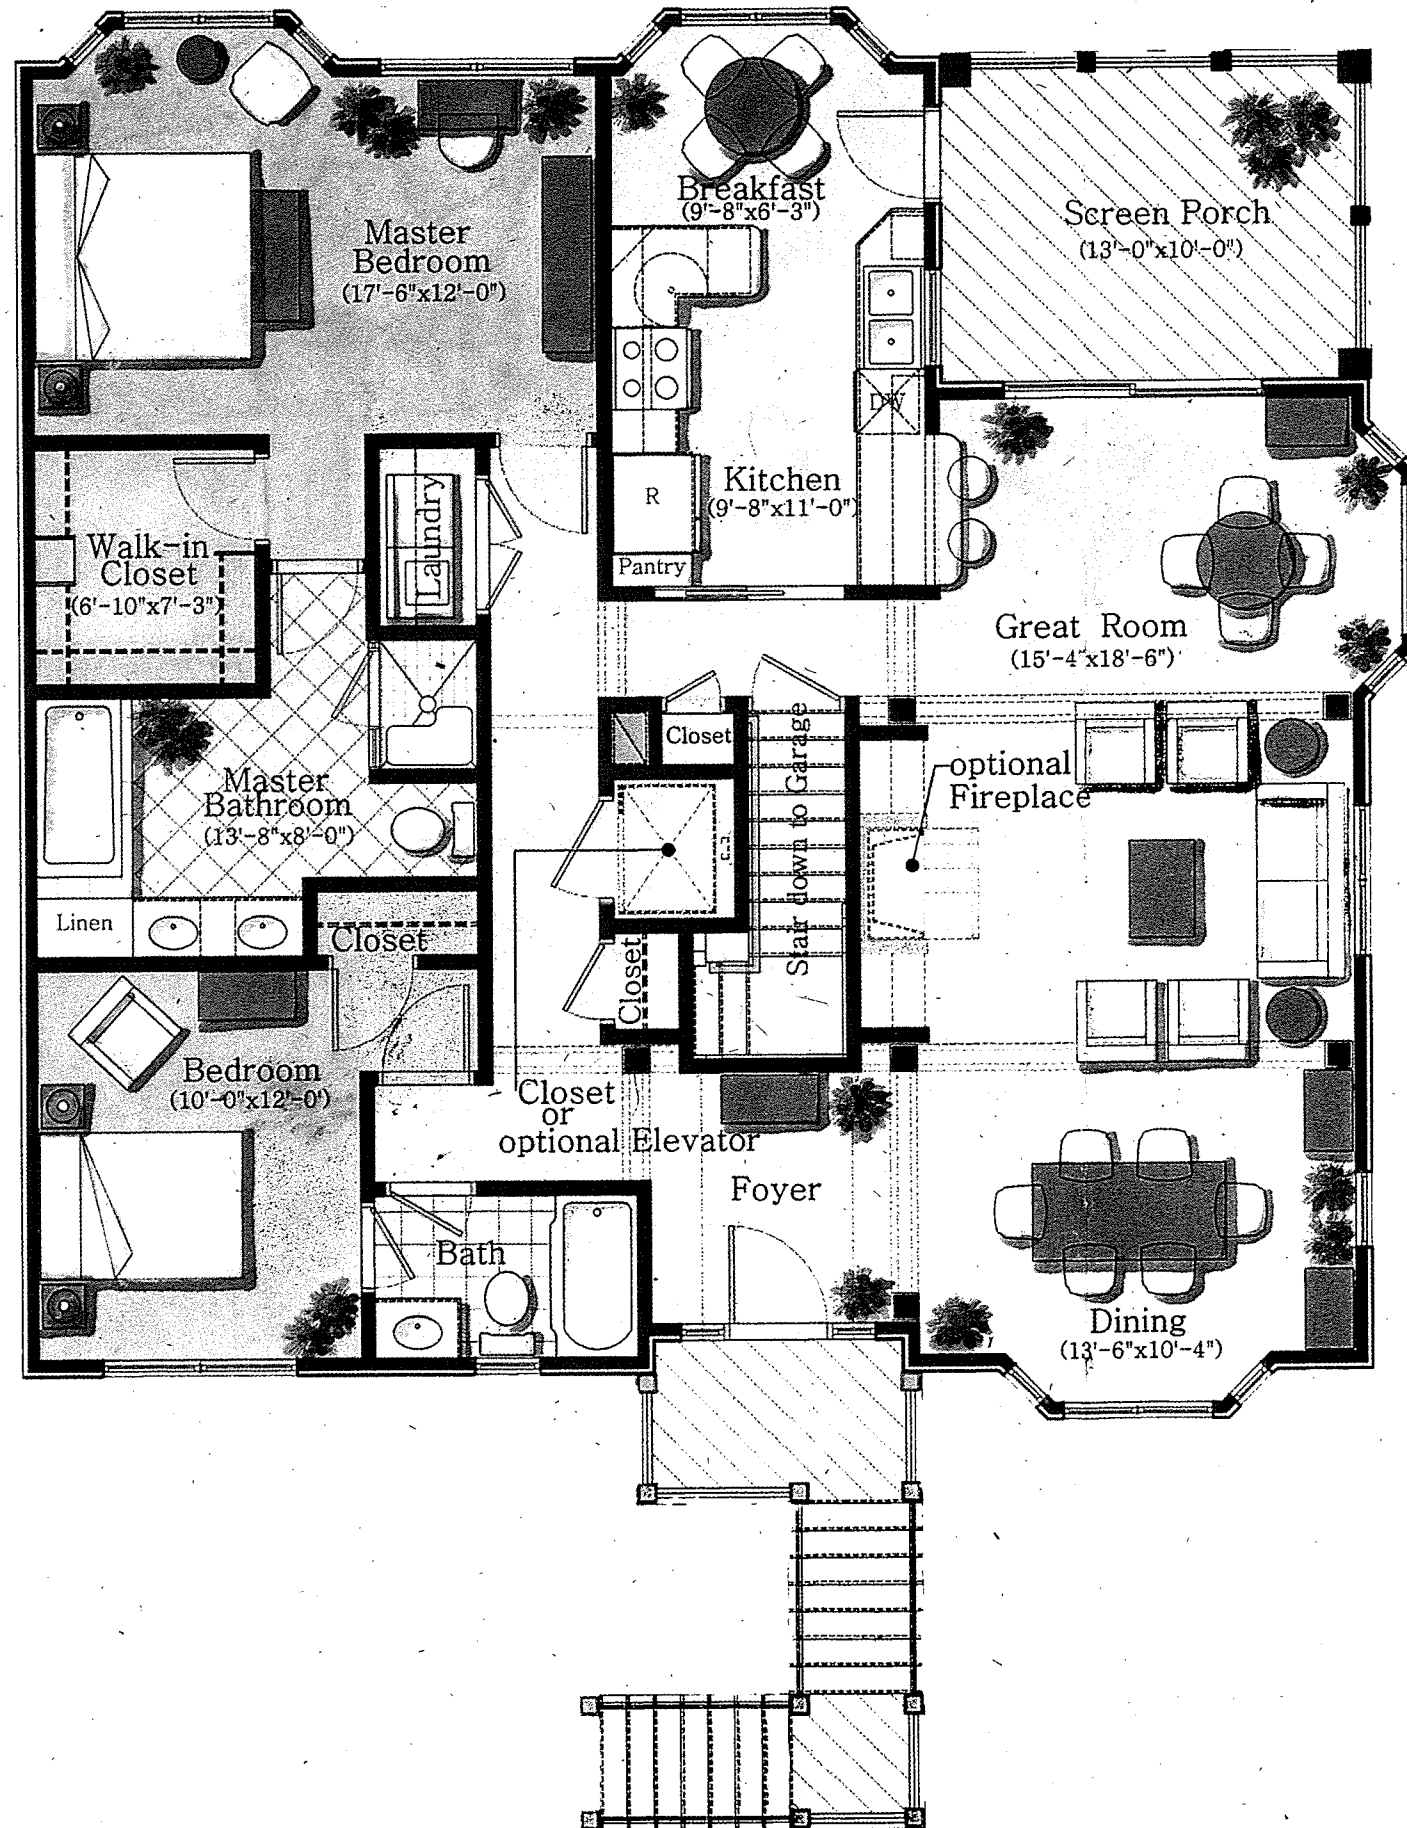 Breakfast
(9'-8"x6'-3")
Screen Porch
(13'-0"x10'-0")
Master
Bedroom
(17'-6"x12'-0")
DW
Kitchen
(9'-8"x11'-0")
R
Pantry
Laundry
Walk-in
Closet
(6'-10"x7'-3")
Great Room
(15'-4"x18'-6")
Closet
Stair down to Garage
optional
Fireplace
Master
Bathroom
(13'-8"x8'-0")
Linen
Closet
Closet
Bedroom
(10'-0"x12'-0')
Closet
or
optional Elevator
Foyer
Bath
Dining
(13'-6"x10'-4")